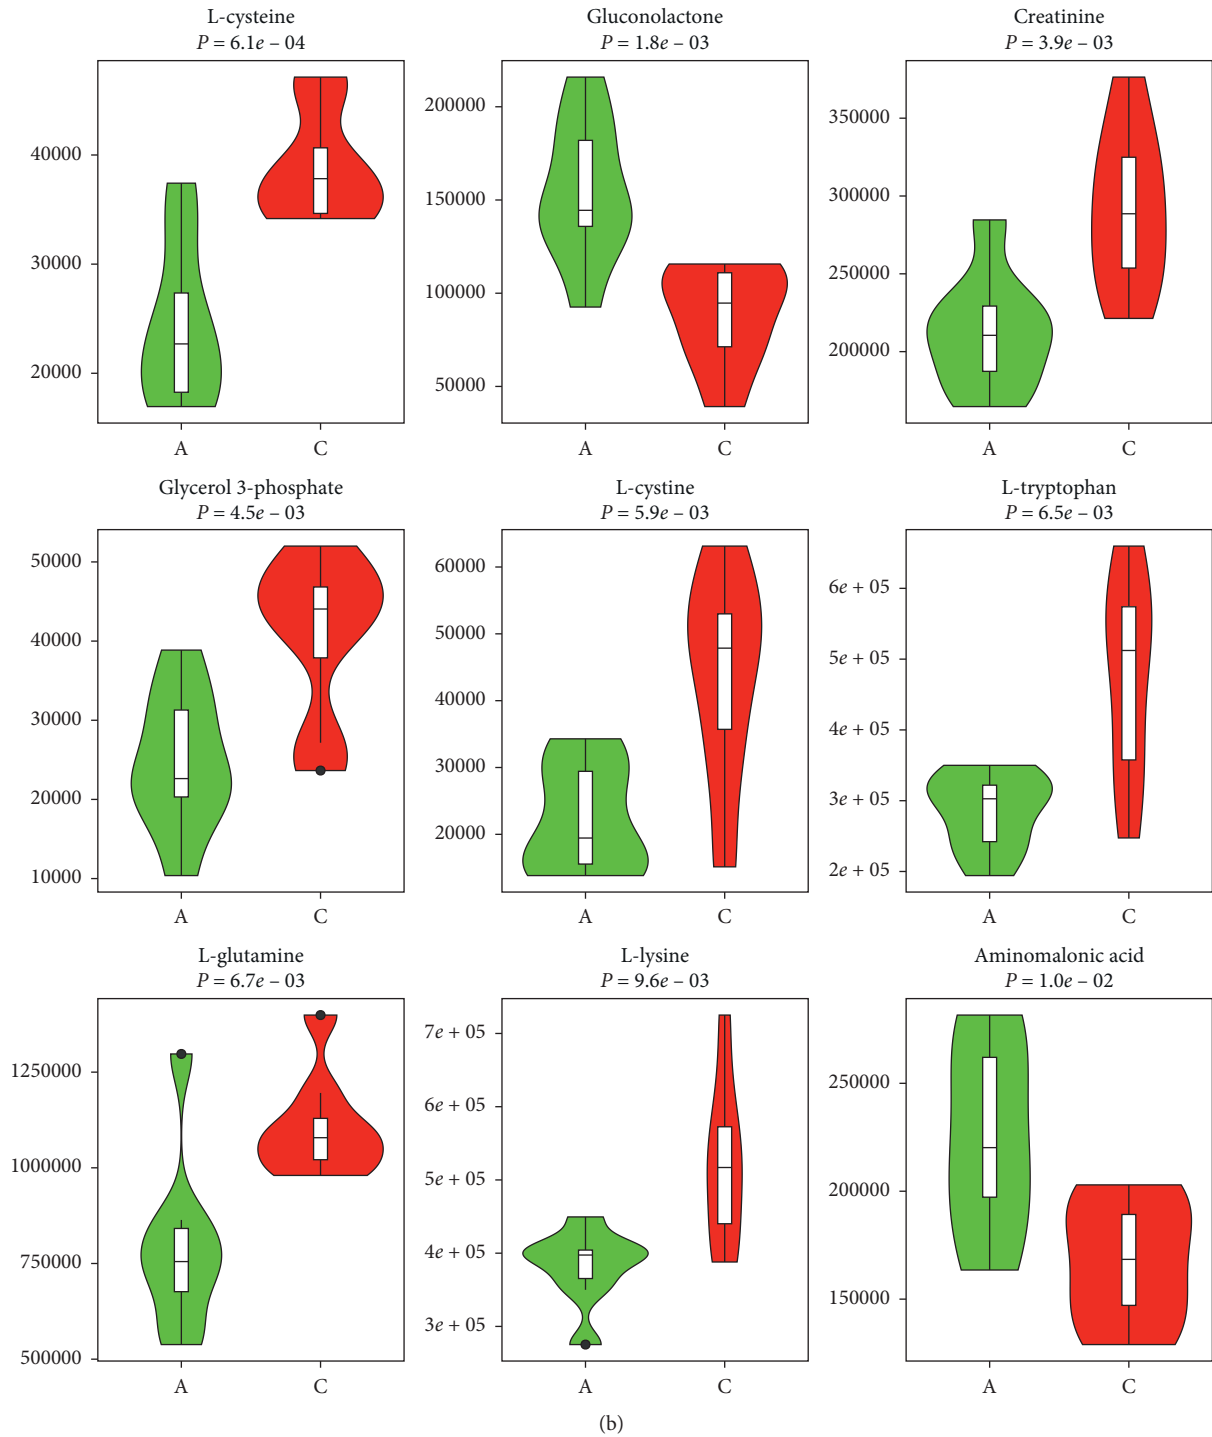 L-cysteine
P = 6.1e – 04
40000
30000
20000
A C
Gluconolactone
P = 1.8e – 03
200000
150000
100000
50000
A C
Creatinine
P = 3.9e – 03
350000
300000
250000
200000
A C
Glycerol 3-phosphate
P = 4.5e – 03
50000
40000
30000
20000
10000
A C
L-cystine
P = 5.9e – 03
60000
50000
40000
30000
20000
A C
L-tryptophan
P = 6.5e – 03
6e + 05
5e + 05
4e + 05
3e + 05
2e + 05
A C
L-glutamine
P = 6.7e – 03
1250000
1000000
750000
500000
A C
L-lysine
P = 9.6e – 03
7e + 05
6e + 05
5e + 05
4e + 05
3e + 05
A C
Aminomalonic acid
P = 1.0e – 02
250000
200000
150000
A C
(b)